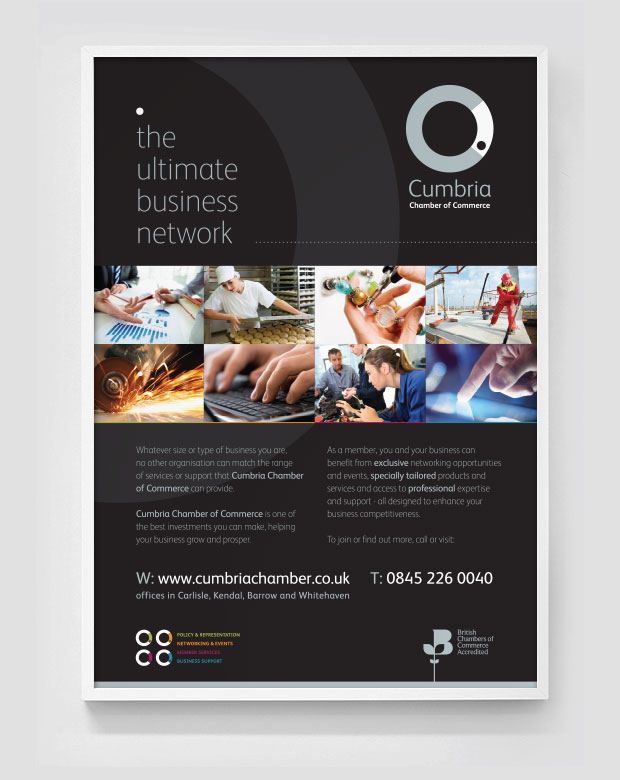 the
ultimate
business
network
Cumbria
Chamber of Commerce
Whatever size or type of business you are,
no other organisation can match the range
of services or support that Cumbria Chamber
of Commerce can provide.
Cumbria Chamber of Commerce is one of
the best investments you can make, helping
your business grow and prosper.
As a member, you and your business can
benefit from exclusive networking opportunities
and events, specially tailored products and
services and access to professional expertise
and support - all designed to enhance your
business competitiveness.
To join or find out more, call or visit:
W: www.cumbriachamber.co.uk T: 0845 226 0040
offices in Carlisle, Kendal, Barrow and Whitehaven
POLICY & REPRESENTATION
NETWORKING & EVENTS
MEMBER SERVICES
BUSINESS SUPPORT
British
Chambers of
Commerce
Accredited